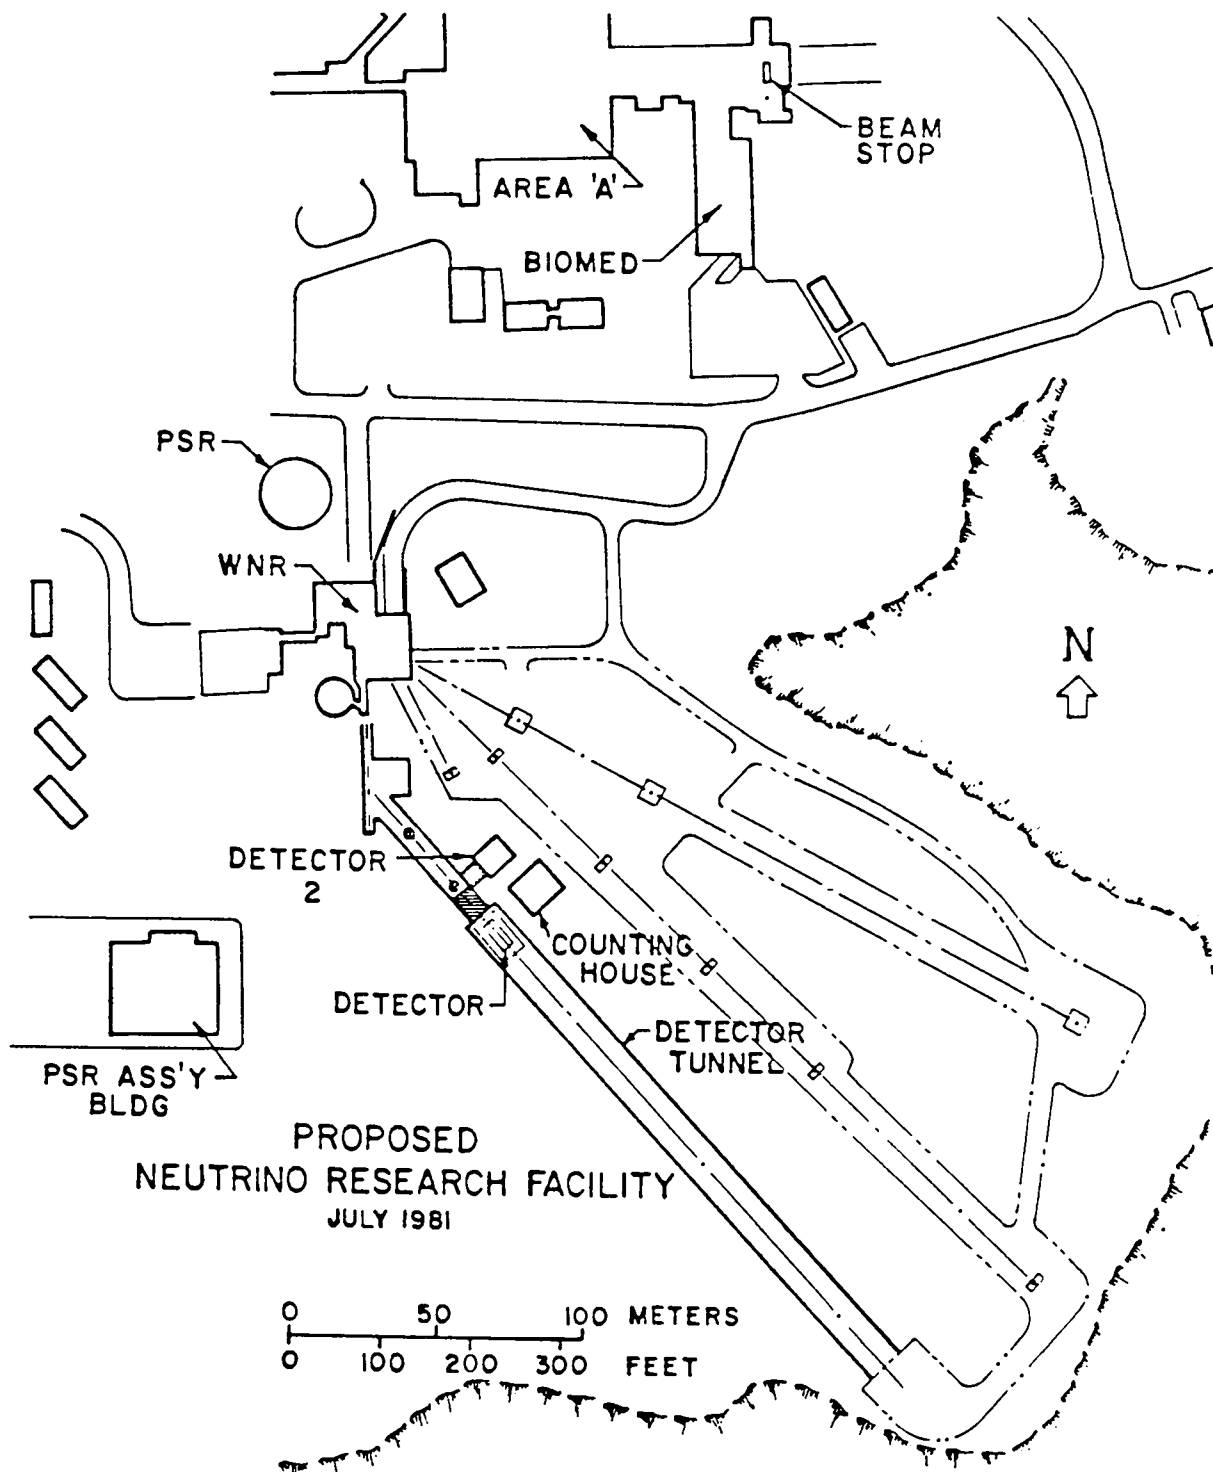 BEAM
STOP
AREA 'A'
BIOMED
PSR
WNR
N
DETECTOR
2
COUNTING
HOUSE
DETECTOR
DETECTOR
TUNNEL
PSR ASS'Y
BLDG
PROPOSED
NEUTRINO RESEARCH FACILITY
JULY 1981
0 50 100 METERS
0 100 200 300 FEET